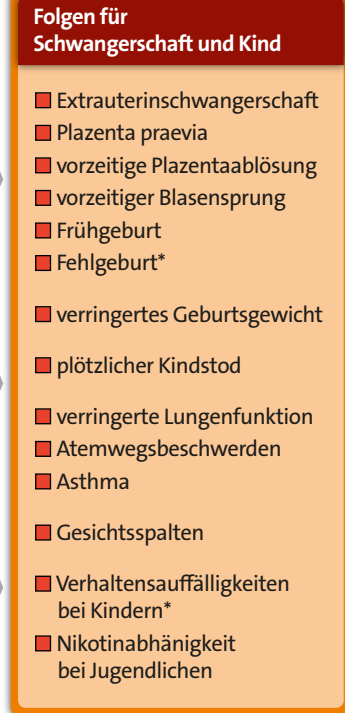 Folgen für
Schwangerschaft und Kind
Extrauterinschwangerschaft
Plazenta praevia
vorzeitige Plazentaablösung
vorzeitiger Blasensprung
Frühgeburt
Fehlgeburt*
verringertes Geburtsgewicht
plötzlicher Kindstod
verringerte Lungenfunktion
Atemwegsbeschwerden
Asthma
Gesichtsspalten
Verhaltensauffälligkeiten
bei Kindern*
Nikotinabhänigkeit
bei Jugendlichen